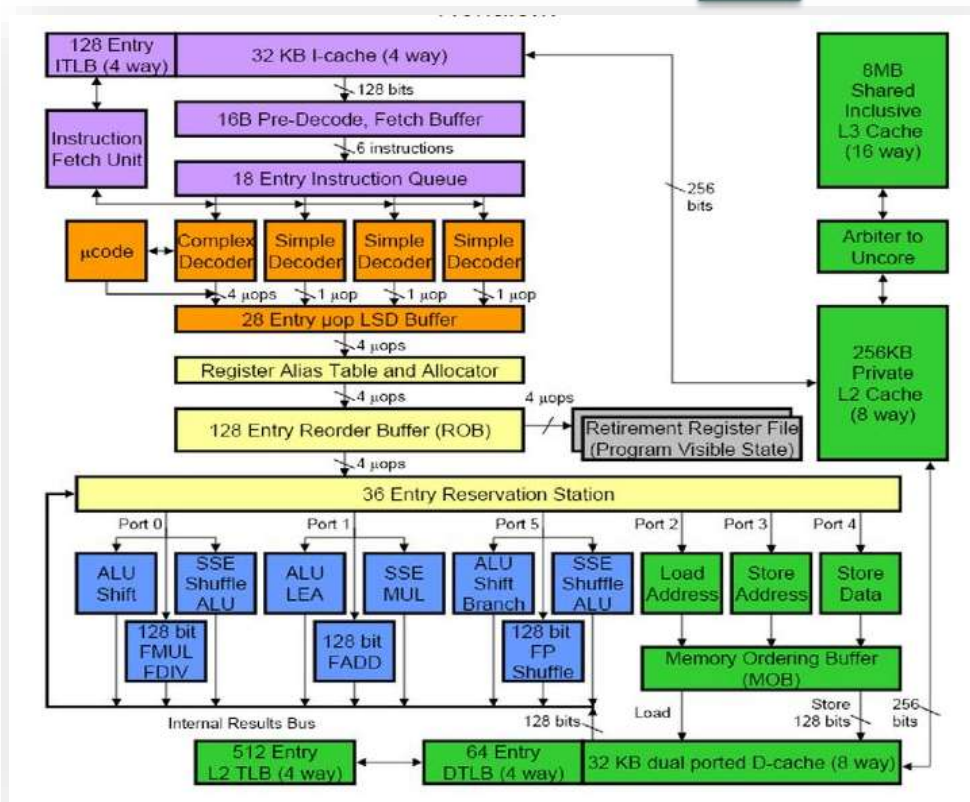 128 Entry
ITLB (4 way)
32 KB I-cache (4 way)
8MB
Shared
Inclusive
L3 Cache
(16 way)
128 bits
Instruction
Fetch Unit
16B Pre-Decode, Fetch Buffer
6 instructions
18 Entry Instruction Queue
256
bits
µcode
Complex
Decoder
Simple
Decoder
Simple
Decoder
Simple
Decoder
Arbiter to
Uncore
4 µops
1 µop
1 µop
1 µop
28 Entry µop LSD Buffer
4 µops
Register Alias Table and Allocator
256KB
Private
L2 Cache
(8 way)
4 µops
4 µops
128 Entry Reorder Buffer (ROB)
Retirement Register File
(Program Visible State)
4 µops
36 Entry Reservation Station
Port 0
Port 1
Port 5
Port 2
Port 3
Port 4
ALU
Shift
SSE
Shuffle
ALU
ALU
LEA
SSE
MUL
ALU
Shift
Branch
SSE
Shuffle
ALU
Load
Address
Store
Address
Store
Data
128 bit
FMUL
FDIV
128 bit
FADD
128 bit
FP
Shuffle
Memory Ordering Buffer
(MOB)
Internal Results Bus
128 bits
Load
Store
128 bits
256
bits
512 Entry
L2 TLB (4 way)
64 Entry
DTLB (4 way)
32 KB dual ported D-cache (8 way)